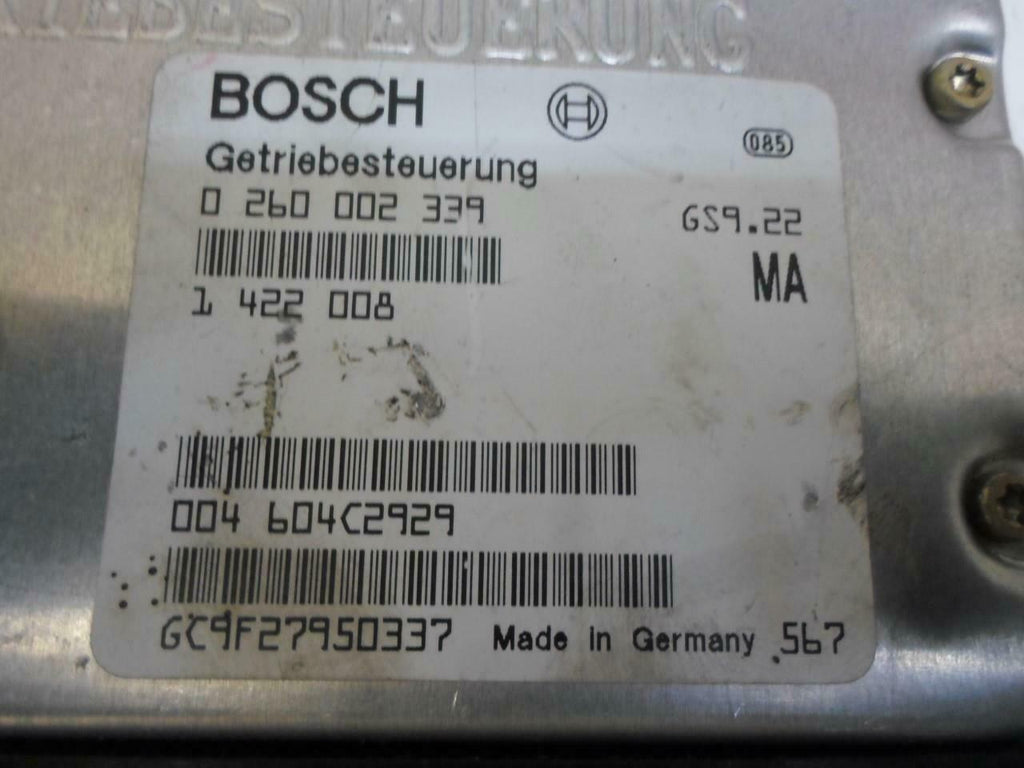 RIEBESTEUERUNG
BOSCH
085
Getriebesteuerung
0 260 002 339
GS9.22
MA
1 422 008
004 604C2929
GC9F27950337 Made in Germany .567